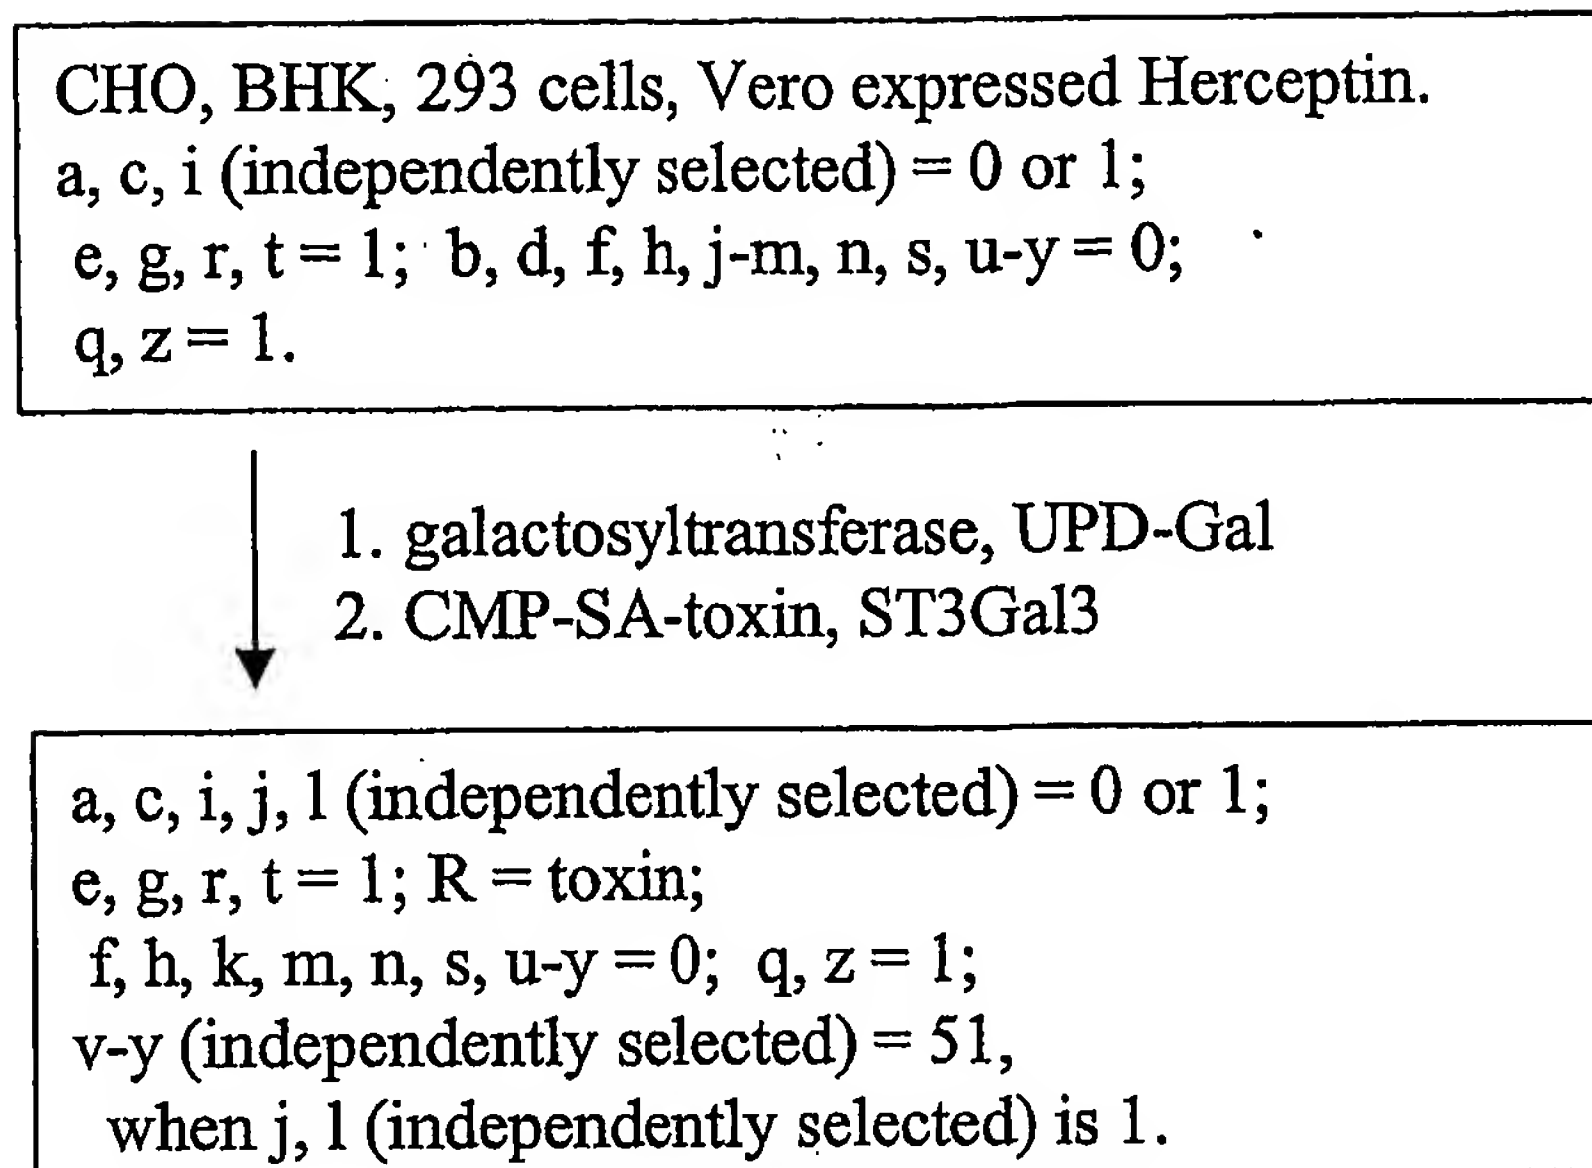 CHO, BHK, 293 cells, Vero expressed Herceptin.
a, c, i (independently selected) = 0 or 1;
e, g, r, t = 1; b, d, f, h, j-m, n, s, u-y = 0;
q, z = 1.
1. galactosyltransferase, UPD-Gal
2. CMP-SA-toxin, ST3Gal3
a, c, i, j, l (independently selected) = 0 or 1;
e, g, r, t = 1; R = toxin;
f, h, k, m, n, s, u-y = 0; q, z = 1;
v-y (independently selected) = 51,
when j, l (independently selected) is 1.